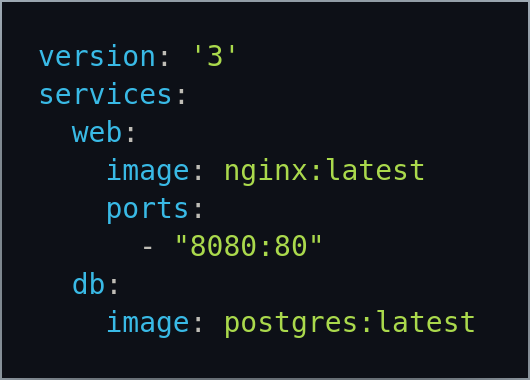 version: '3'
services:
  web:
    image: nginx:latest
    ports:
      - "8080:80"
  db:
    image: postgres:latest